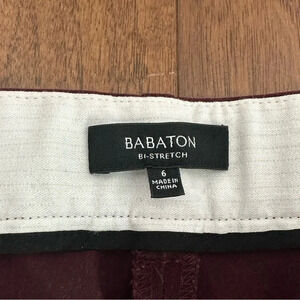 BABATON
BI-STRETCH
6
MADE IN
CHINA